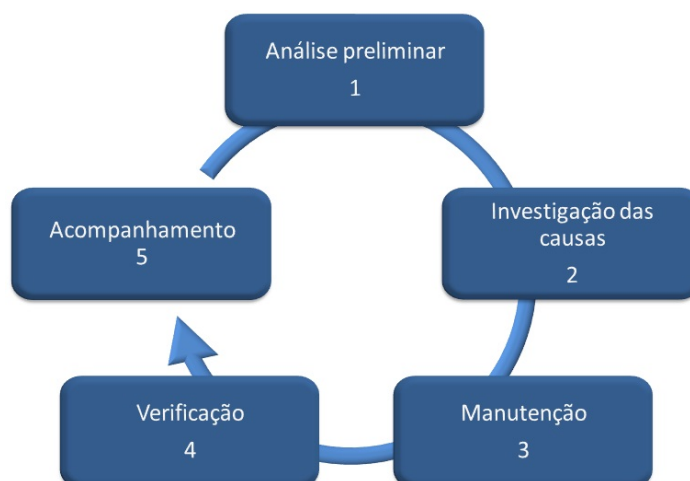 Análise preliminar
1
Investigação das
causas
2
Manutenção
3
Verificação
4
Acompanhamento
5